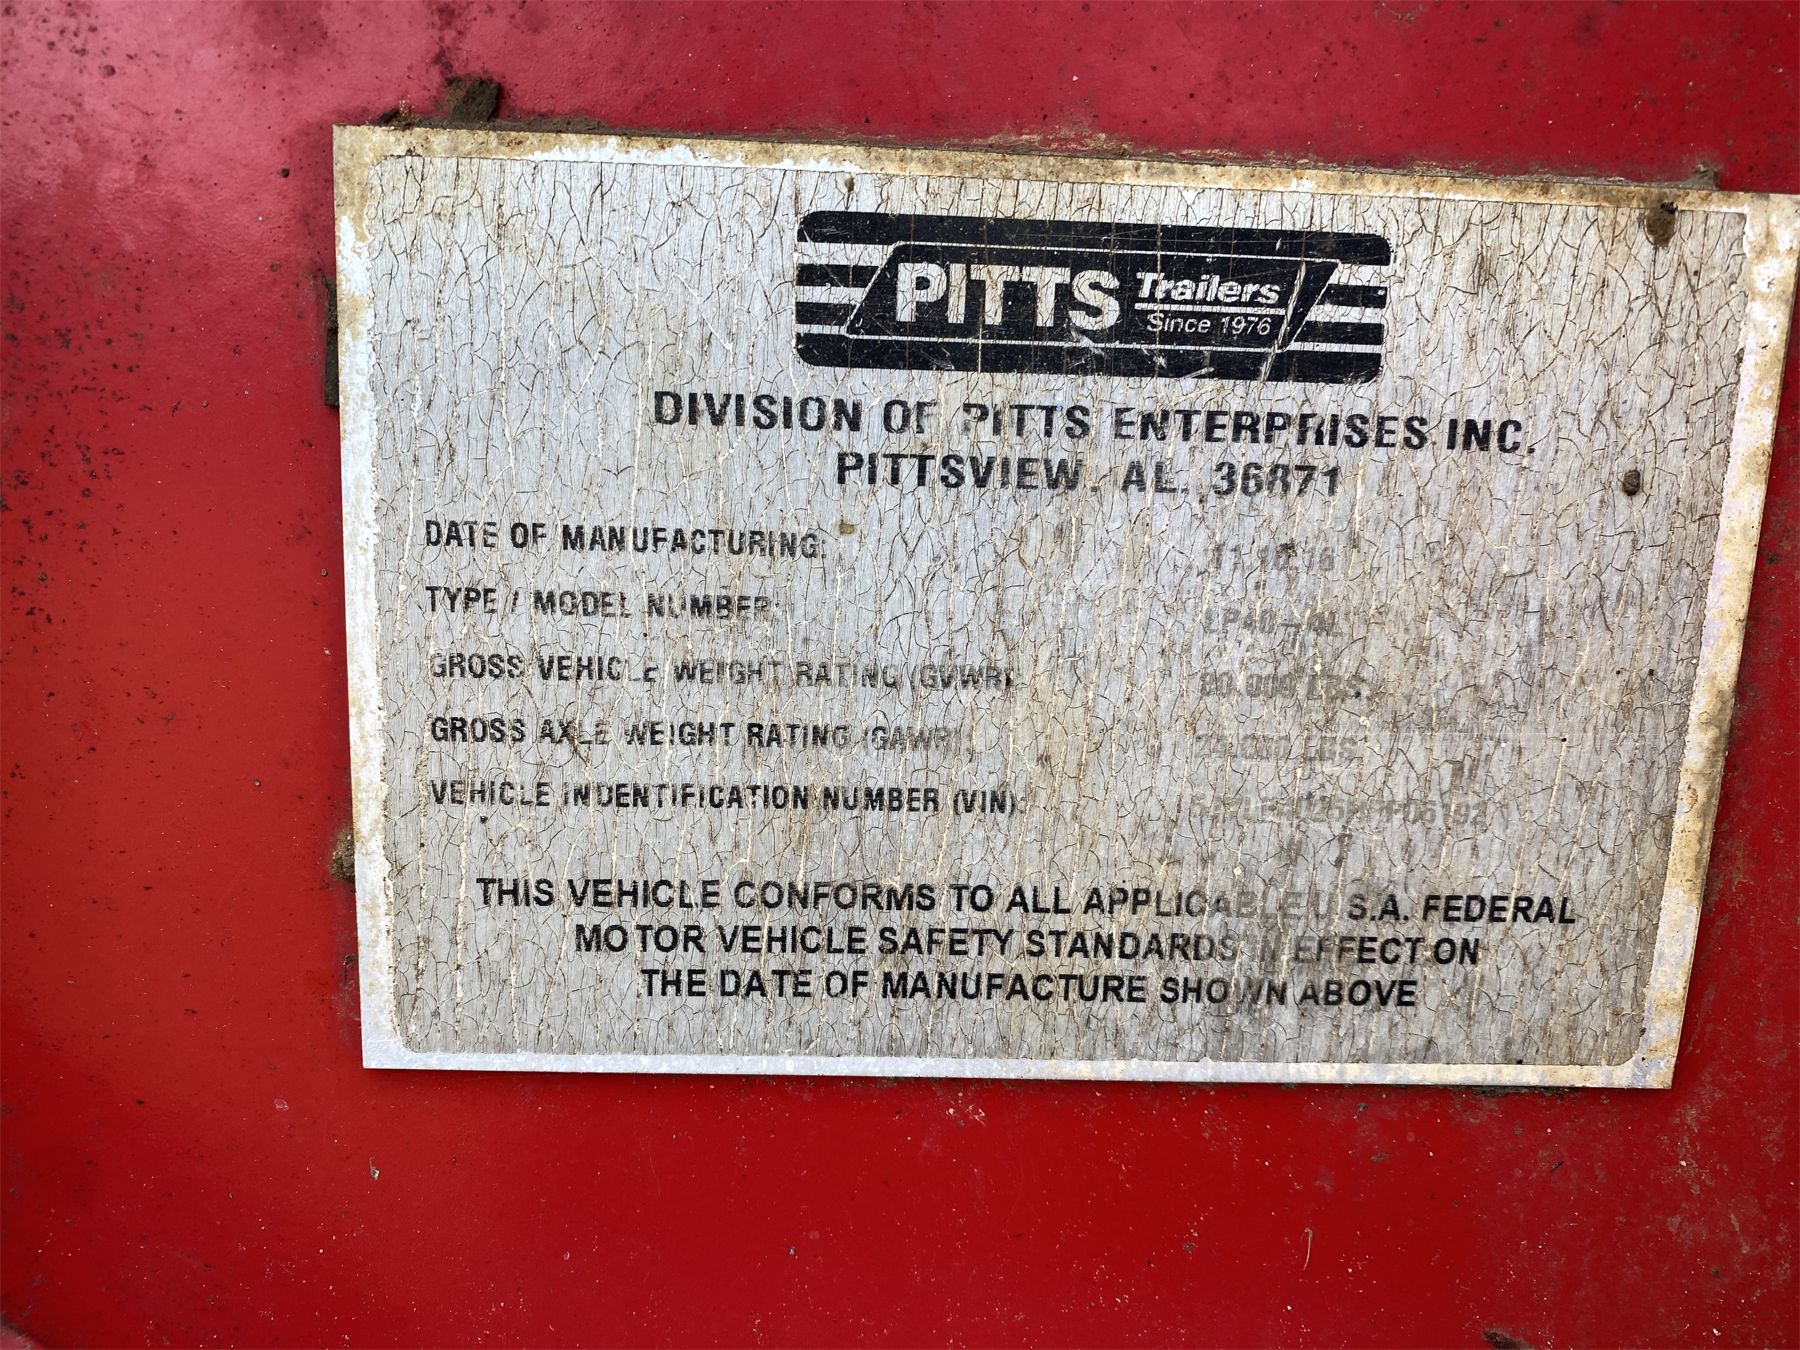 PITTS Trailers
Since 1976
DIVISION OF PITTS ENTERPRISES INC.
PITTSVIEW, AL. 36871
DATE OF MANUFACTURING:
TYPE / MODEL NUMBER:
GROSS VEHICLE WEIGHT RATING (GVWR)
LBS
GROSS AXLE WEIGHT RATING (GAWR)
LBS
VEHICLE INDENTIFICATION NUMBER (VIN):
THIS VEHICLE CONFORMS TO ALL APPLICABLE U.S.A. FEDERAL
MOTOR VEHICLE SAFETY STANDARDS IN EFFECT ON
THE DATE OF MANUFACTURE SHOWN ABOVE